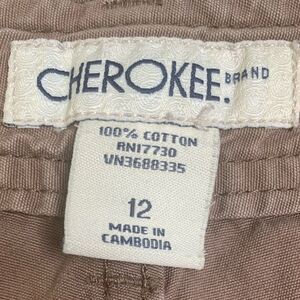 CHEROKEE. BRAND
100% COTTON
RN17730
VN3688335
12
MADE IN
CAMBODIA